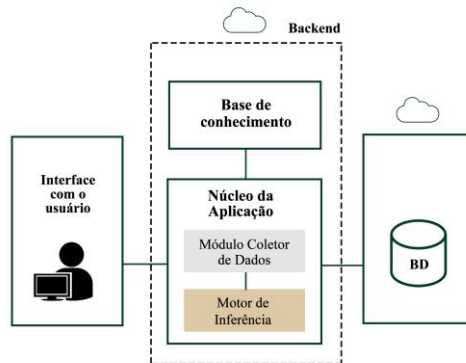 Backend
Base de
conhecimento
Interface
com o
usuário
Núcleo da
Aplicação
Módulo Coletor
de Dados
Motor de
Inferência
BD